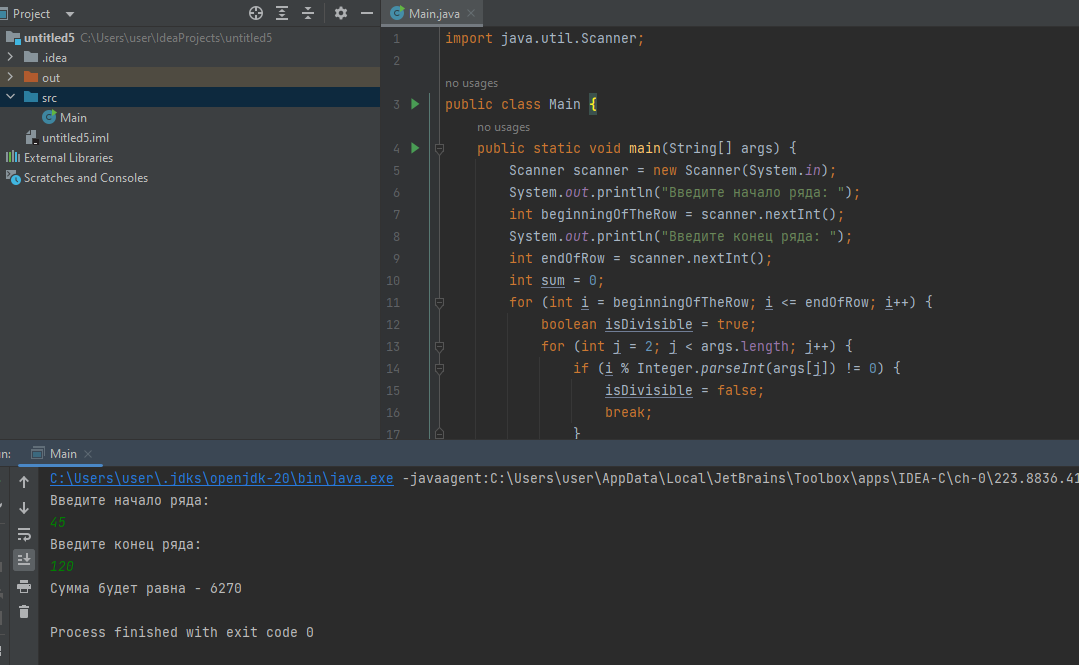 Project
Main.java
untitled5 C:\Users\user\IdeaProjects\untitled5
.idea
out
src
Main
untitled5.iml
External Libraries
Scratches and Consoles
1 import java.util.Scanner;
2
no usages
3 public class Main {
no usages
4 public static void main(String[] args) {
5 Scanner scanner = new Scanner(System.in);
6 System.out.println("Введите начало ряда: ");
7 int beginningOfTheRow = scanner.nextInt();
8 System.out.println("Введите конец ряда: ");
9 int endOfRow = scanner.nextInt();
10 int sum = 0;
11 for (int i = beginningOfTheRow; i <= endOfRow; i++) {
12 boolean isDivisible = true;
13 for (int j = 2; j < args.length; j++) {
14 if (i % Integer.parseInt(args[j]) != 0) {
15 isDivisible = false;
16 break;
17 }
n: Main
C:\Users\user\.jdks\openjdk-20\bin\java.exe -javaagent:C:\Users\user\AppData\Local\JetBrains\Toolbox\apps\IDEA-C\ch-0\223.8836.41
Введите начало ряда:
45
Введите конец ряда:
120
Сумма будет равна - 6270
Process finished with exit code 0